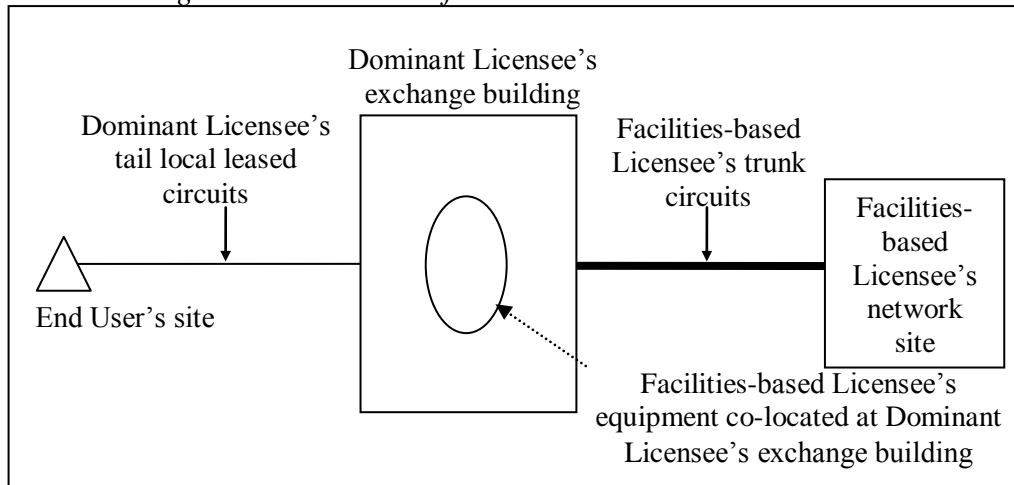 Dominant Licensee's
exchange building
Dominant Licensee's
tail local leased
circuits
Facilities-based
Licensee's trunk
circuits
Facilities-
based
Licensee's
network
site
End User's site
Facilities-based Licensee's
equipment co-located at Dominant
Licensee's exchange building